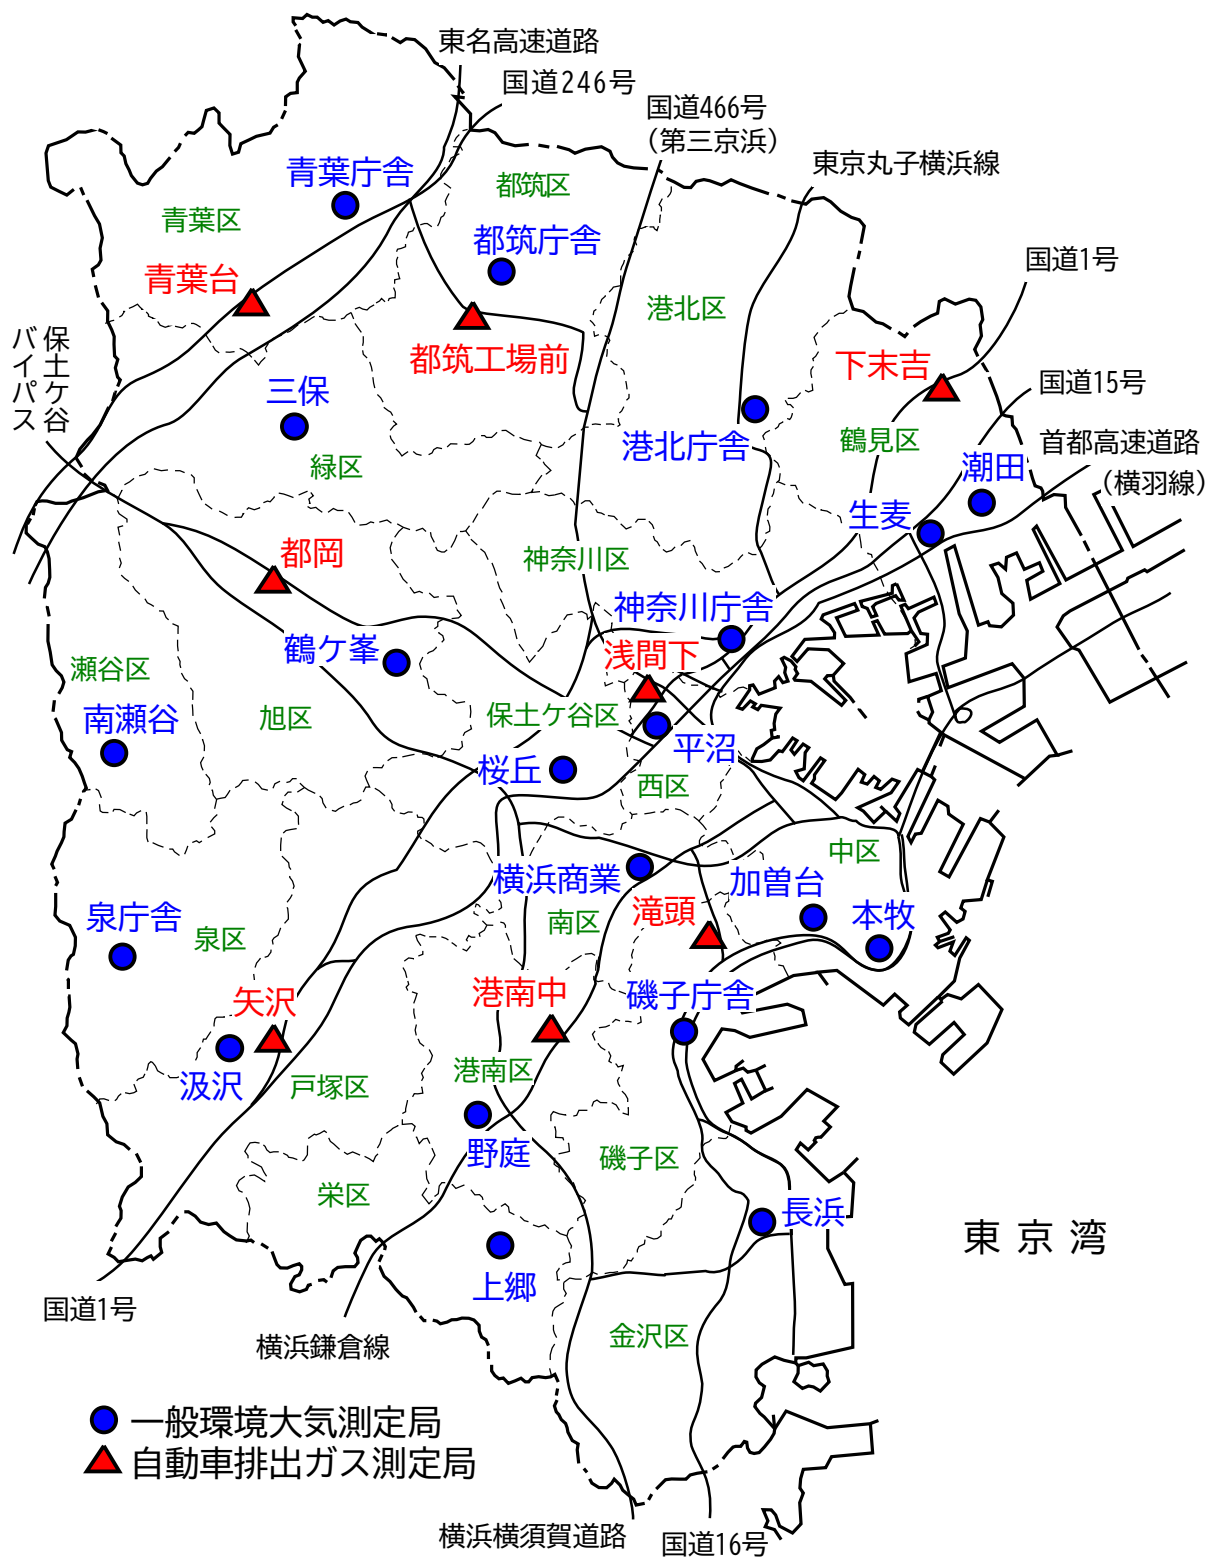 東名高速道路
国道246号
国道466号
（第三京浜）
東京丸子横浜線
青葉庁舎
都筑区
青葉区
都筑庁舎
国道1号
青葉台
港北区
保土ケ谷
バイパス
都筑工場前
下末吉
国道15号
三保
港北庁舎
鶴見区
首都高速道路
（横羽線）
緑区
潮田
生麦
都岡
神奈川区
神奈川庁舎
鶴ケ峯
浅間下
瀬谷区
南瀬谷
旭区
保土ケ谷区
平沼
桜丘
西区
中区
横浜商業
加曽台
滝頭
本牧
泉庁舎
泉区
南区
矢沢
港南中
磯子庁舎
汲沢
戸塚区
港南区
野庭
磯子区
栄区
長浜
東京湾
上郷
国道1号
横浜鎌倉線
金沢区
一般環境大気測定局
自動車排出ガス測定局
横浜横須賀道路
国道16号